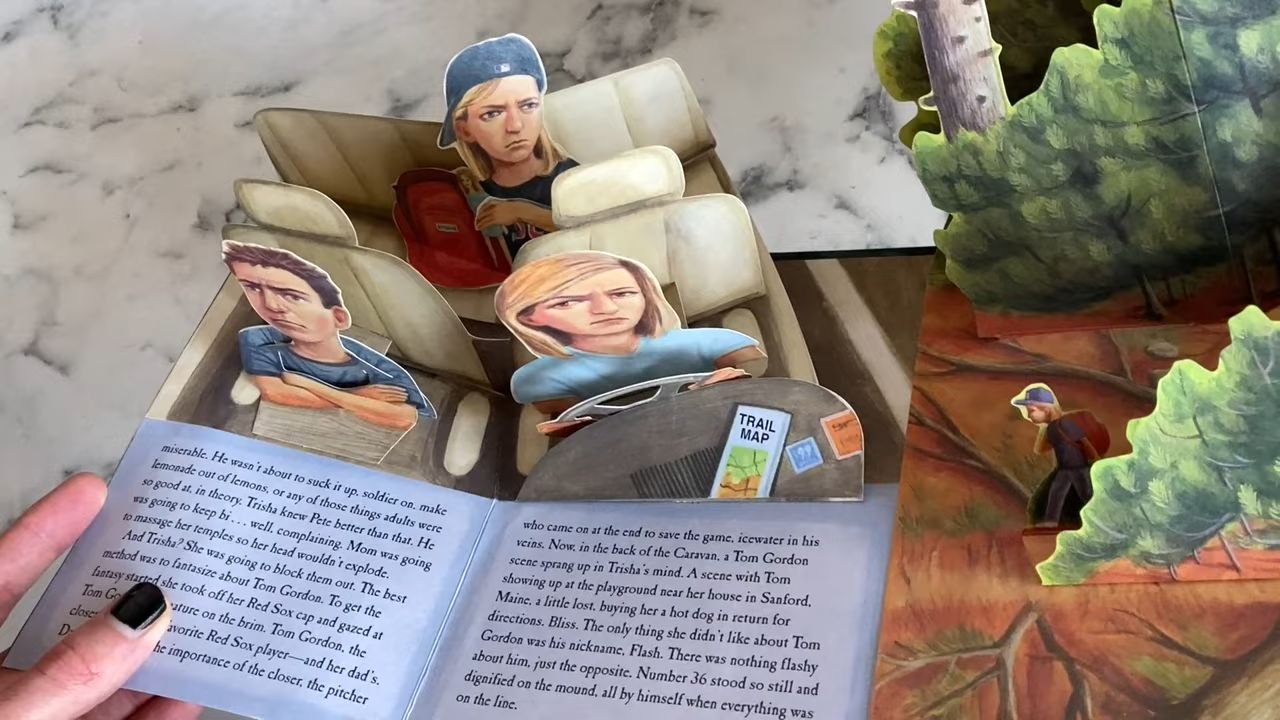 TRAIL
MAP
miserable. He wasn't about to suck it up, soldier on, make
lemonade out of lemons, or any of those things adults were
so good at, in theory. Trisha knew Pete better than that. He
was going to keep bi . . . well, complaining. Mom was going
to massage her temples so her head wouldn't explode.
And Trisha? She was going to block them out. The best
method was to fantasize about Tom Gordon. To get the
fantasy started she took off her Red Sox cap and gazed at
Tom Go ature on the brim. Tom Gordon, the
close avorite Red Sox player—and her dad's.
D he importance of the closer, the pitcher
who came on at the end to save the game, icewater in his
veins. Now, in the back of the Caravan, a Tom Gordon
scene sprang up in Trisha's mind. A scene with Tom
showing up at the playground near her house in Sanford,
Maine, a little lost, buying her a hot dog in return for
directions. Bliss. The only thing she didn't like about Tom
Gordon was his nickname, Flash. There was nothing flashy
about him, just the opposite. Number 36 stood so still and
dignified on the mound, all by himself when everything was
on the line.